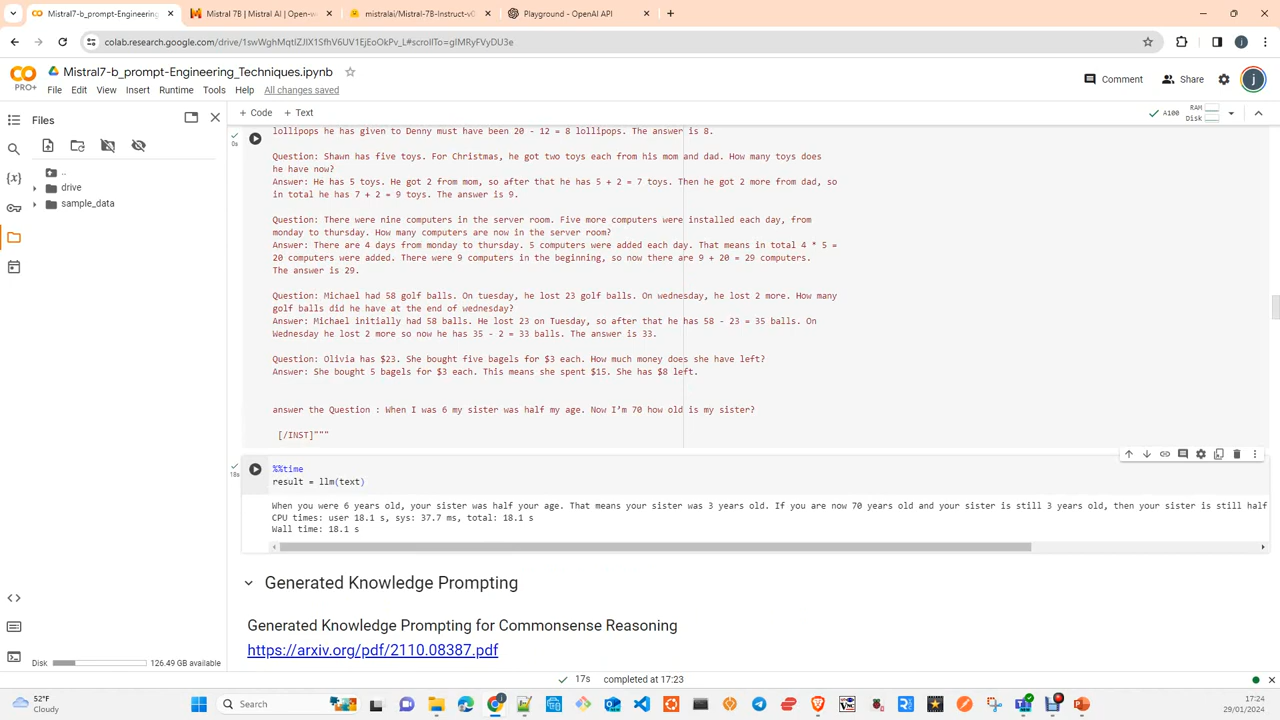 Mistral7-b_prompt-Engineering
Mistral 7B | Mistral AI | Open-w
mistralai/Mistral-7B-Instruct-v0
Playground - OpenAI API
colab.research.google.com/drive/1swWghMqtIZJIX1SfhV6UV1EjEoOkPv_L#scrollTo=gIMRyFVyDU3e
PRO+
Mistral7-b_prompt-Engineering_Techniques.ipynb
Comment
Share
File Edit View Insert Runtime Tools Help All changes saved
Files
+ Code + Text
A100
RAM
Disk
..
drive
sample_data
0s
lollipops he has given to Denny must have been 20 - 12 = 8 lollipops. The answer is 8.
Question: Shawn has five toys. For Christmas, he got two toys each from his mom and dad. How many toys does
he have now?
Answer: He has 5 toys. He got 2 from mom, so after that he has 5 + 2 = 7 toys. Then he got 2 more from dad, so
in total he has 7 + 2 = 9 toys. The answer is 9.
Question: There were nine computers in the server room. Five more computers were installed each day, from
monday to thursday. How many computers are now in the server room?
Answer: There are 4 days from monday to thursday. 5 computers were added each day. That means in total 4 * 5 =
20 computers were added. There were 9 computers in the beginning, so now there are 9 + 20 = 29 computers.
The answer is 29.
Question: Michael had 58 golf balls. On tuesday, he lost 23 golf balls. On wednesday, he lost 2 more. How many
golf balls did he have at the end of wednesday?
Answer: Michael initially had 58 balls. He lost 23 on Tuesday, so after that he has 58 - 23 = 35 balls. On
Wednesday he lost 2 more so now he has 35 - 2 = 33 balls. The answer is 33.
Question: Olivia has $23. She bought five bagels for $3 each. How much money does she have left?
Answer: She bought 5 bagels for $3 each. This means she spent $15. She has $8 left.
answer the Question : When I was 6 my sister was half my age. Now I'm 70 how old is my sister?
[/INST]"""
18s
%%time
result = llm(text)
When you were 6 years old, your sister was half your age. That means your sister was 3 years old. If you are now 70 years old and your sister is still 3 years old, then your sister is still half
CPU times: user 18.1 s, sys: 37.7 ms, total: 18.1 s
Wall time: 18.1 s
Generated Knowledge Prompting
Generated Knowledge Prompting for Commonsense Reasoning
https://arxiv.org/pdf/2110.08387.pdf
Disk
126.49 GB available
17s completed at 17:23
52°F
Cloudy
Search
17:24
29/01/2024